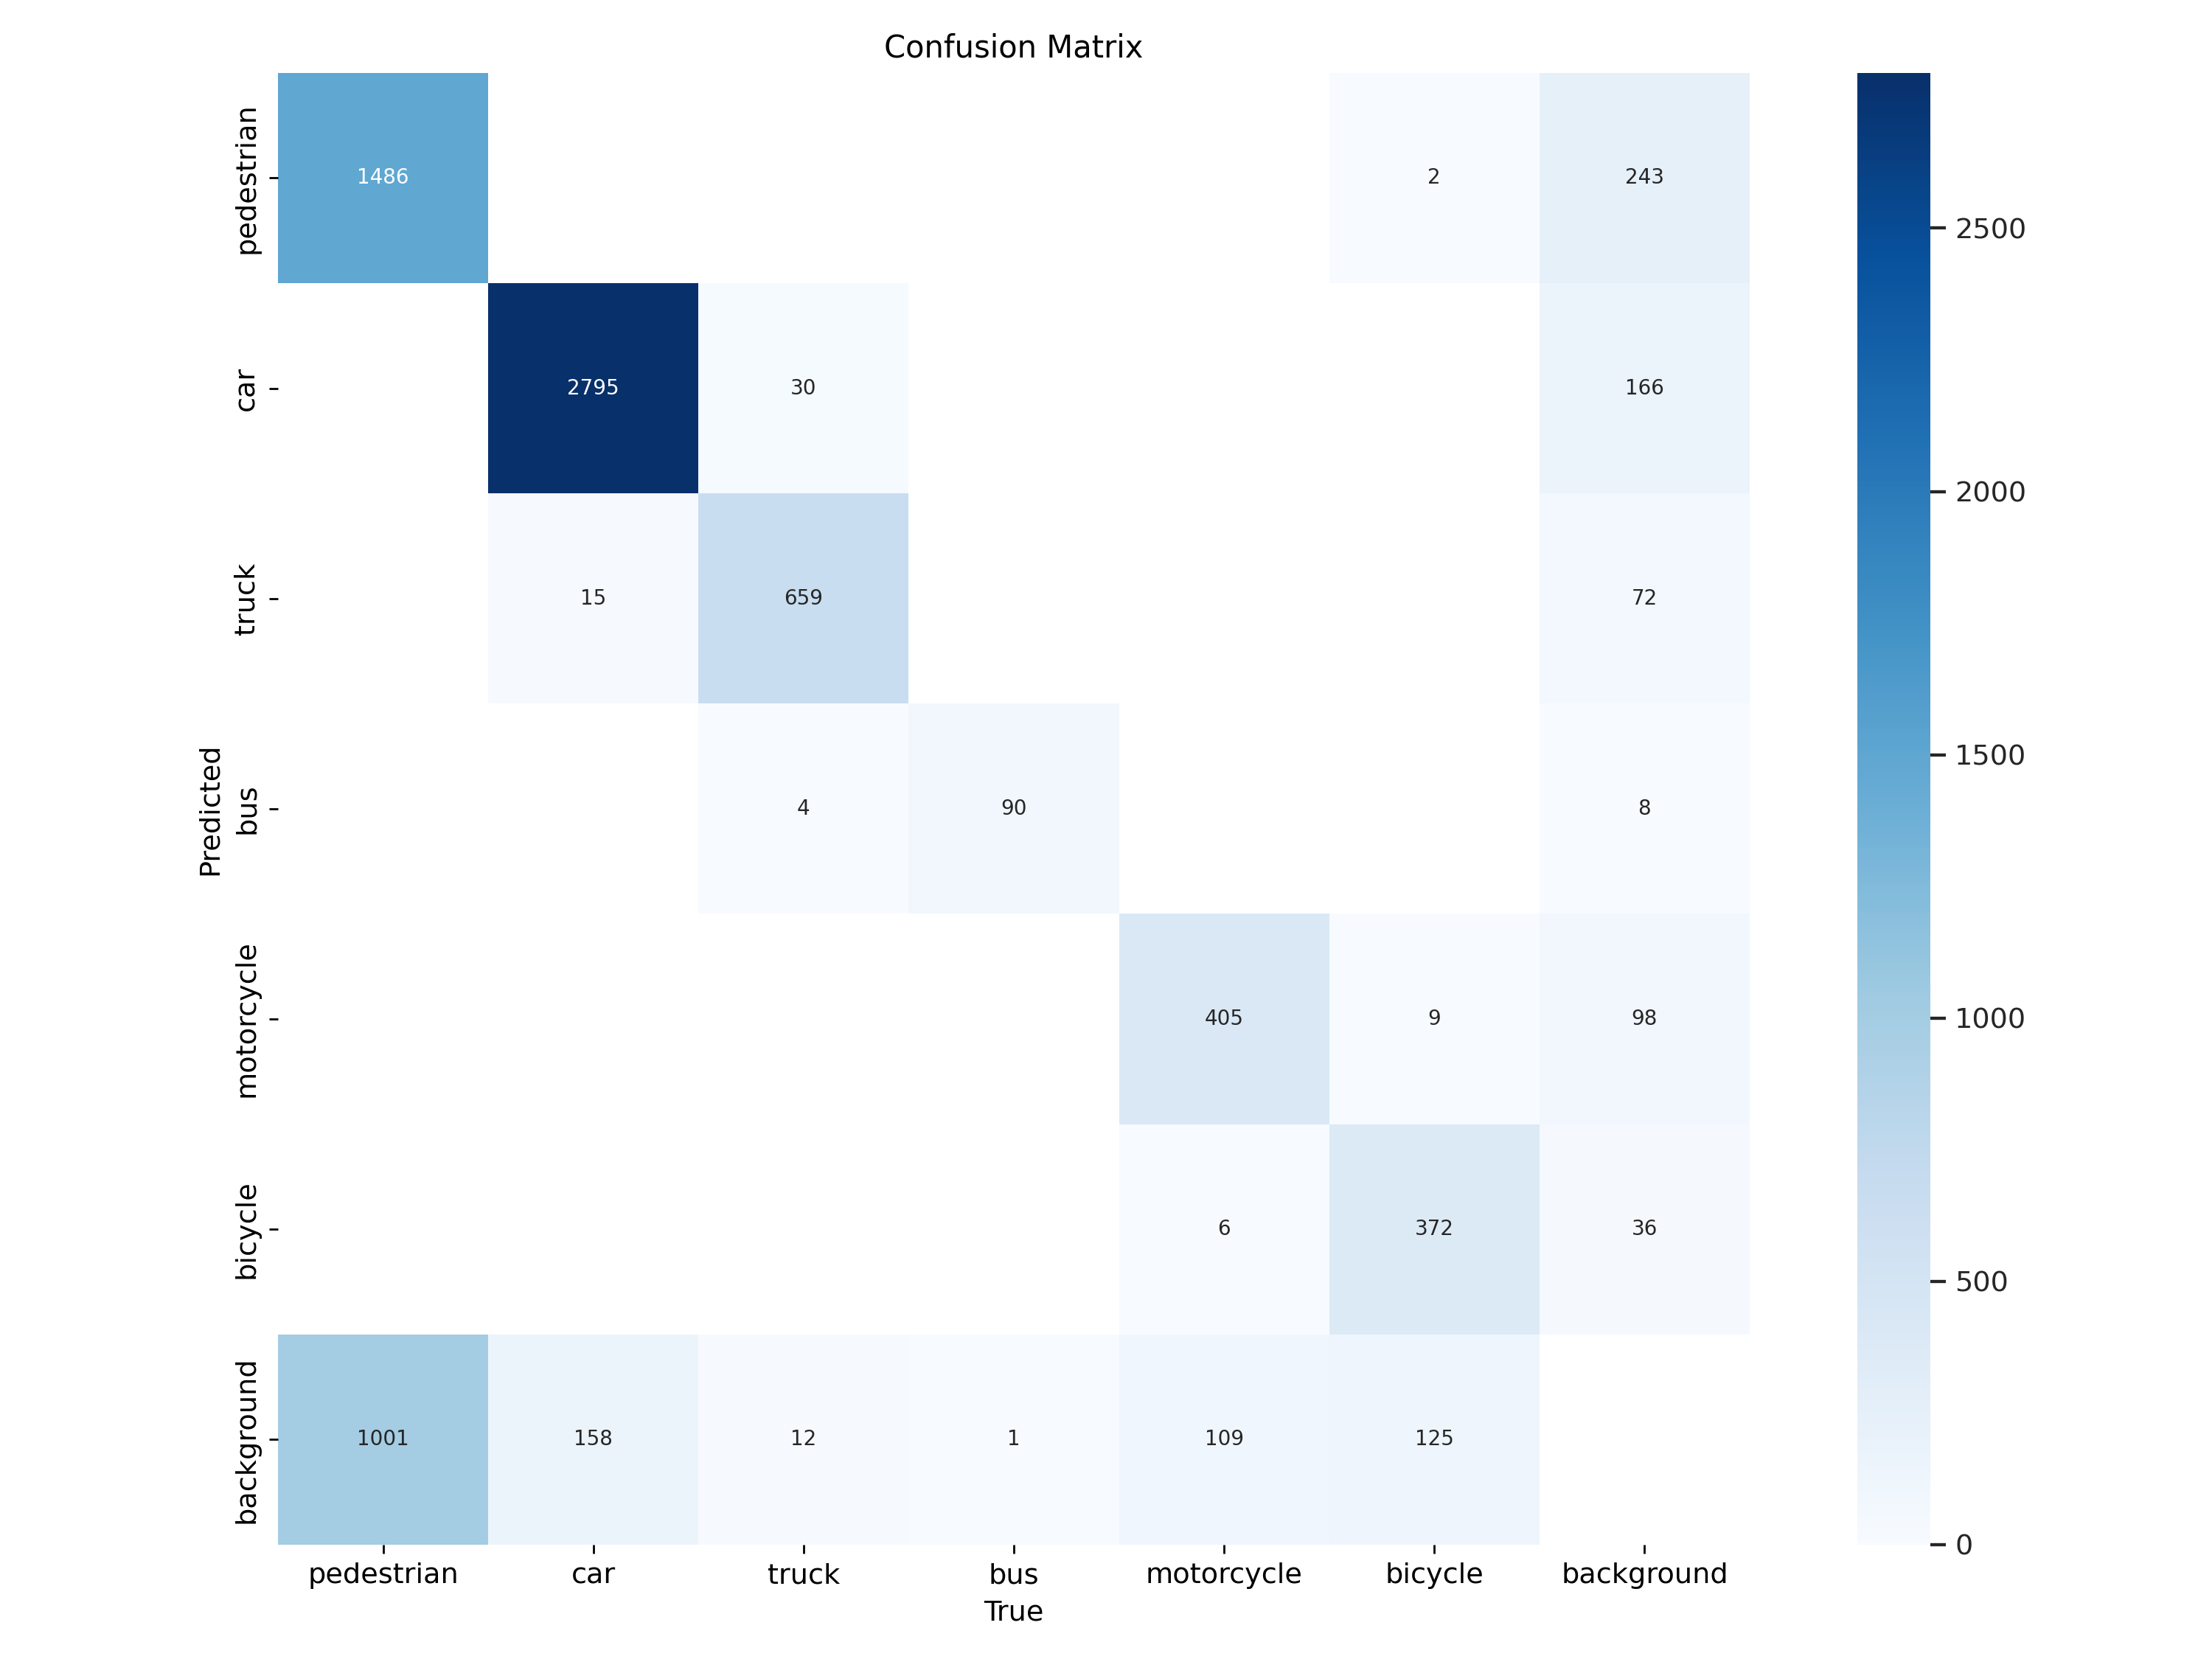 Confusion Matrix
pedestrian
1486
2
243
2500
car
2795
30
166
2000
truck
15
659
72
1500
Predicted
bus
4
90
8
1000
motorcycle
405
9
98
bicycle
6
372
36
500
background
1001
158
12
1
109
125
0
pedestrian car truck bus motorcycle bicycle background
True